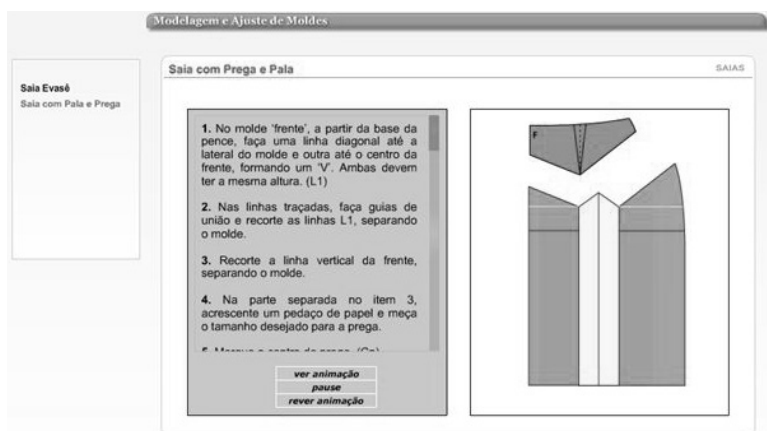 Modelagem e Ajuste de Moldes
Saia com Prega e Pala
SAIAS
Saia Evasê
Saia com Pala e Prega
1. No molde 'frente', a partir da base da
pence, faça uma linha diagonal até a
lateral do molde e outra até o centro da
frente, formando um 'V'. Ambas devem
ter a mesma altura. (L1)
2. Nas linhas traçadas, faça guias de
união e recorte as linhas L1, separando
o molde.
3. Recorte a linha vertical da frente,
separando o molde.
4. Na parte separada no item 3,
acrescente um pedaço de papel e meça
o tamanho desejado para a prega.
ver animação
pause
rever animação
F